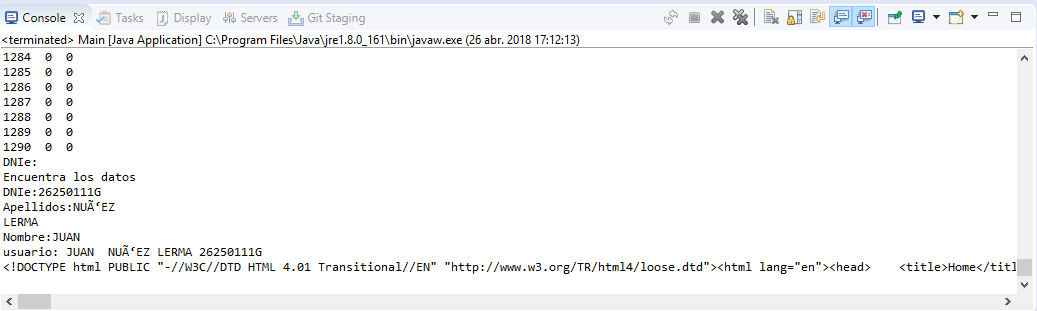 Console Tasks Display Servers Git Staging
<terminated> Main [Java Application] C:\Program Files\Java\jre1.8.0_161\bin\javaw.exe (26 abr. 2018 17:12:13)
1284 0 0
1285 0 0
1286 0 0
1287 0 0
1288 0 0
1289 0 0
1290 0 0
DNIe:
Encuentra los datos
DNIe:26250111G
Apellidos:NUÃ‘EZ
LERMA
Nombre:JUAN
usuario: JUAN  NUÃ‘EZ LERMA 26250111G
<!DOCTYPE html PUBLIC "-//W3C//DTD HTML 4.01 Transitional//EN" "http://www.w3.org/TR/html4/loose.dtd"><html lang="en"><head>    <title>Home</titl